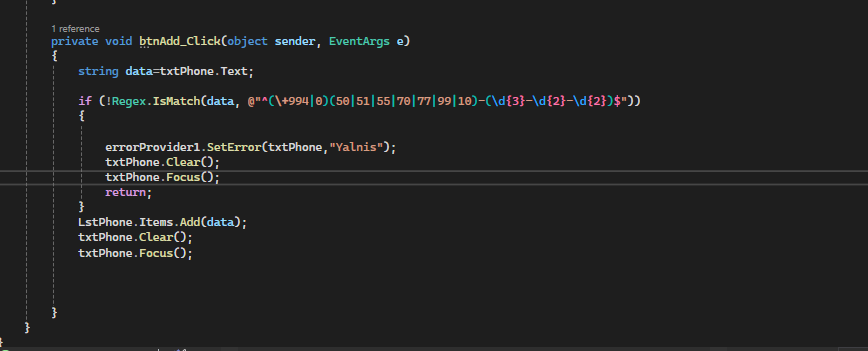 }
1 reference
private void btnAdd_Click(object sender, EventArgs e)
{
string data=txtPhone.Text;
if (!Regex.IsMatch(data, @"^(\+994|0)(50|51|55|70|77|99|10)-(\d{3}-\d{2}-\d{2})$"))
{
errorProvider1.SetError(txtPhone,"Yalnis");
txtPhone.Clear();
txtPhone.Focus();
return;
}
LstPhone.Items.Add(data);
txtPhone.Clear();
txtPhone.Focus();
}
}
}